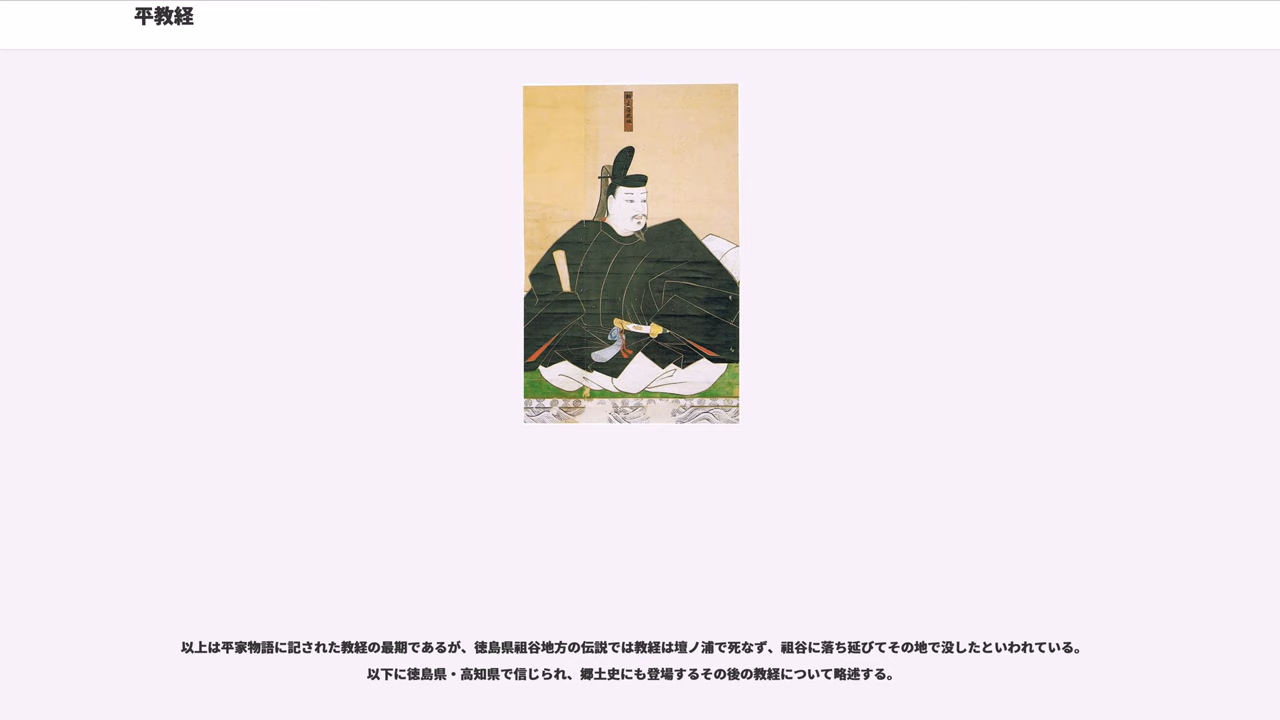 平教経
以上は平家物語に記された教経の最期であるが、徳島県祖谷地方の伝説では教経は壇ノ浦で死なず、祖谷に落ち延びてその地で没したといわれている。
以下に徳島県・高知県で信じられ、郷土史にも登場するその後の教経について略述する。